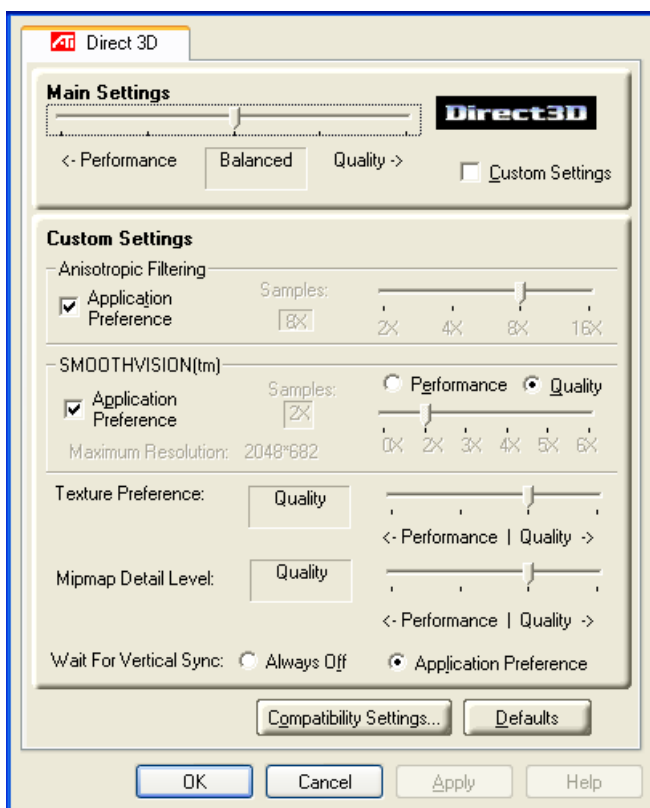 ATi Direct 3D
Main Settings
Direct3D
<- Performance Balanced Quality ->
Custom Settings
Custom Settings
Anisotropic Filtering
Application Preference
Samples:
8X
2X 4X 8X 16X
SMOOTHVISION(tm)
Performance Quality
Application Preference
Samples:
2X
Maximum Resolution: 2048*682
0X 2X 3X 4X 5X 6X
Texture Preference: Quality
<- Performance | Quality ->
Mipmap Detail Level: Quality
<- Performance | Quality ->
Wait For Vertical Sync: Always Off Application Preference
Compatibility Settings... Defaults
OK Cancel Apply Help